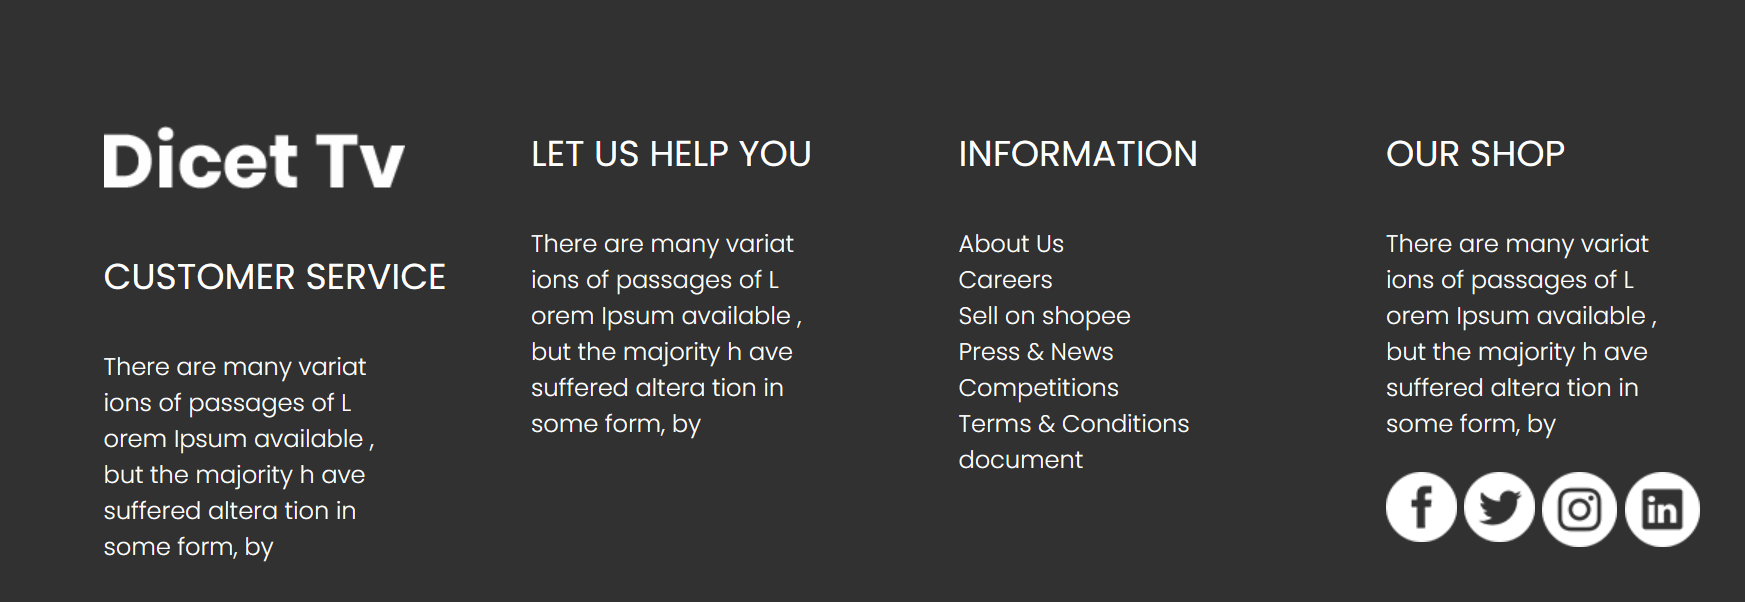 Dicet Tv
CUSTOMER SERVICE
There are many variat
ions of passages of L
orem Ipsum available ,
but the majority h ave
suffered altera tion in
some form, by
LET US HELP YOU
There are many variat
ions of passages of L
orem Ipsum available ,
but the majority h ave
suffered altera tion in
some form, by
INFORMATION
About Us
Careers
Sell on shopee
Press & News
Competitions
Terms & Conditions
document
OUR SHOP
There are many variat
ions of passages of L
orem Ipsum available ,
but the majority h ave
suffered altera tion in
some form, by